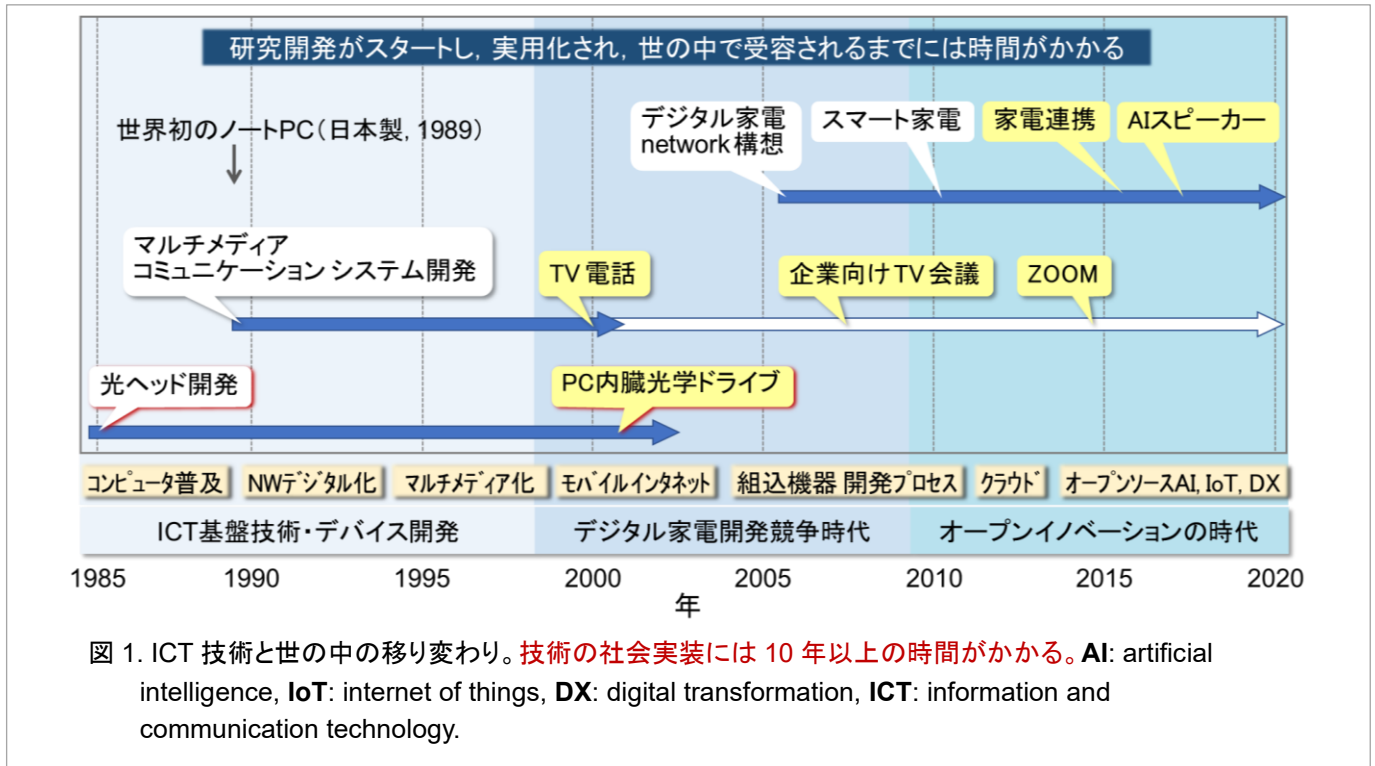 研究開発がスタートし, 実用化され, 世の中で受容されるまでには時間がかかる
世界初のノートPC(日本製, 1989)
デジタル家電
network 構想
スマート家電
家電連携
AIスピーカー
マルチメディア
コミュニケーション システム開発
TV 電話
企業向けTV 会議
ZOOM
光ヘッド開発
PC内臓光学ドライブ
コンピュータ普及
NWデジタル化
マルチメディア化
モバイルインタネット
組込機器 開発プロセス
クラウド
オープンソースAI, IoT, DX
ICT基盤技術・デバイス開発
デジタル家電開発競争時代
オープンイノベーションの時代
1985 1990 1995 2000 2005 2010 2015 2020
年
図 1. ICT 技術と世の中の移り変わり。技術の社会実装には 10 年以上の時間がかかる。AI: artificial
intelligence, IoT: internet of things, DX: digital transformation, ICT: information and
communication technology.